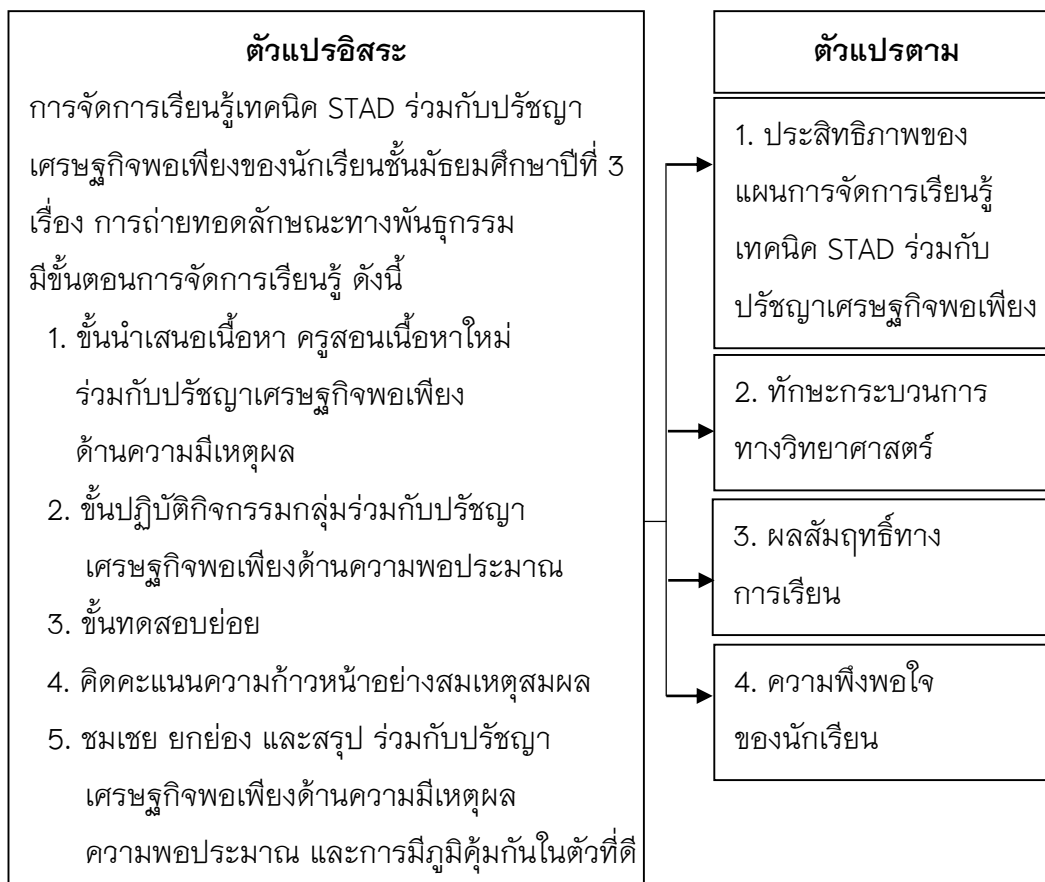 ตัวแปรอิสระ
การจัดการเรียนรู้เทคนิค STAD ร่วมกับปรัชญา
เศรษฐกิจพอเพียงของนักเรียนชั้นมัธยมศึกษาปีที่ 3
เรื่อง การถ่ายทอดลักษณะทางพันธุกรรม
มีขั้นตอนการจัดการเรียนรู้ ดังนี้
1. ขั้นนำเสนอเนื้อหา ครูสอนเนื้อหาใหม่
ร่วมกับปรัชญาเศรษฐกิจพอเพียง
ด้านความมีเหตุผล
2. ขั้นปฏิบัติกิจกรรมกลุ่มร่วมกับปรัชญา
เศรษฐกิจพอเพียงด้านความพอประมาณ
3. ขั้นทดสอบย่อย
4. คิดคะแนนความก้าวหน้าอย่างสมเหตุสมผล
5. ชมเชย ยกย่อง และสรุป ร่วมกับปรัชญา
เศรษฐกิจพอเพียงด้านความมีเหตุผล
ความพอประมาณ และการมีภูมิคุ้มกันในตัวที่ดี
ตัวแปรตาม
1. ประสิทธิภาพของ
แผนการจัดการเรียนรู้
เทคนิค STAD ร่วมกับ
ปรัชญาเศรษฐกิจพอเพียง
2. ทักษะกระบวนการ
ทางวิทยาศาสตร์
3. ผลสัมฤทธิ์ทาง
การเรียน
4. ความพึงพอใจ
ของนักเรียน